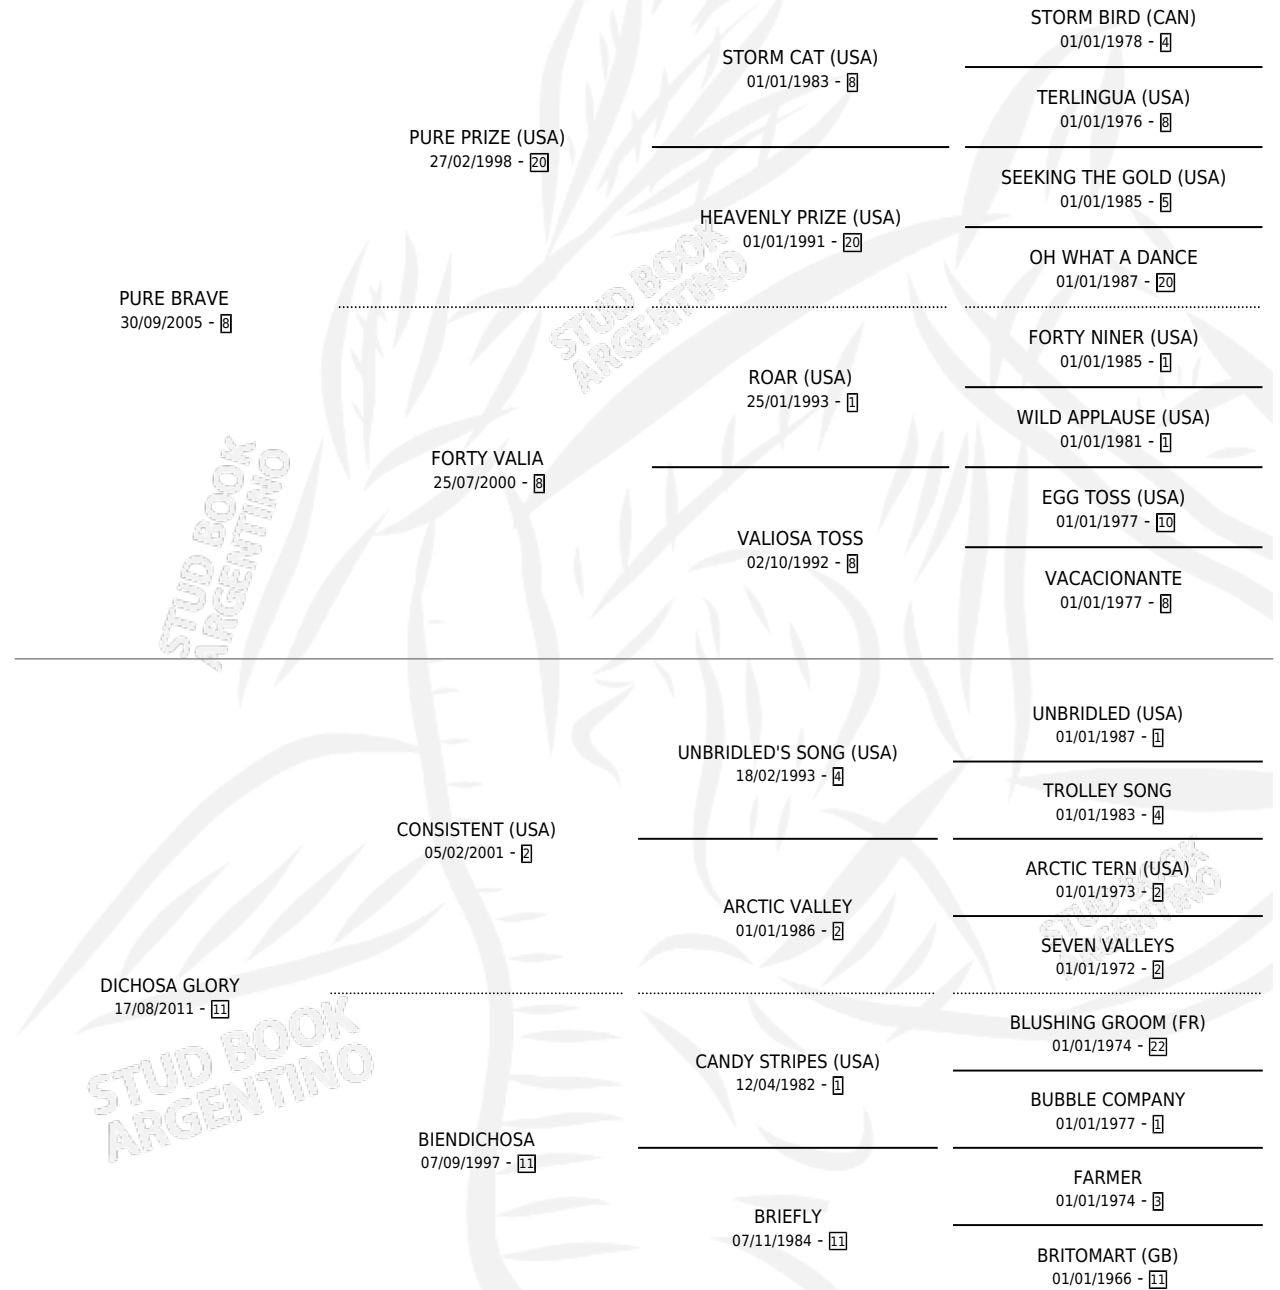 STORM BIRD (CAN)
01/01/1978 - 4
STORM CAT (USA)
01/01/1983 - 8
TERLINGUA (USA)
01/01/1976 - 8
PURE PRIZE (USA)
27/02/1998 - 20
SEEKING THE GOLD (USA)
01/01/1985 - 5
HEAVENLY PRIZE (USA)
01/01/1991 - 20
OH WHAT A DANCE
01/01/1987 - 20
PURE BRAVE
30/09/2005 - 8
STUD BOOK
ARGENTINO
FORTY NINER (USA)
01/01/1985 - 1
ROAR (USA)
25/01/1993 - 1
WILD APPLAUSE (USA)
01/01/1981 - 1
FORTY VALIA
25/07/2000 - 8
EGG TOSS (USA)
01/01/1977 - 10
VALIOSA TOSS
02/10/1992 - 8
VACACIONANTE
01/01/1977 - 8
STUD BOOK
ARGENTINO
UNBRIDLED (USA)
01/01/1987 - 1
UNBRIDLED'S SONG (USA)
18/02/1993 - 4
TROLLEY SONG
01/01/1983 - 4
CONSISTENT (USA)
05/02/2001 - 2
ARCTIC TERN (USA)
01/01/1973 - 2
ARCTIC VALLEY
01/01/1986 - 2
SEVEN VALLEYS
01/01/1972 - 2
STUD BOOK
ARGENTINO
DICHOSA GLORY
17/08/2011 - 11
BLUSHING GROOM (FR)
01/01/1974 - 22
CANDY STRIPES (USA)
12/04/1982 - 1
BUBBLE COMPANY
01/01/1977 - 1
STUD BOOK
ARGENTINO
BIENDICHOSA
07/09/1997 - 11
FARMER
01/01/1974 - 3
BRIEFLY
07/11/1984 - 11
BRITOMART (GB)
01/01/1966 - 11